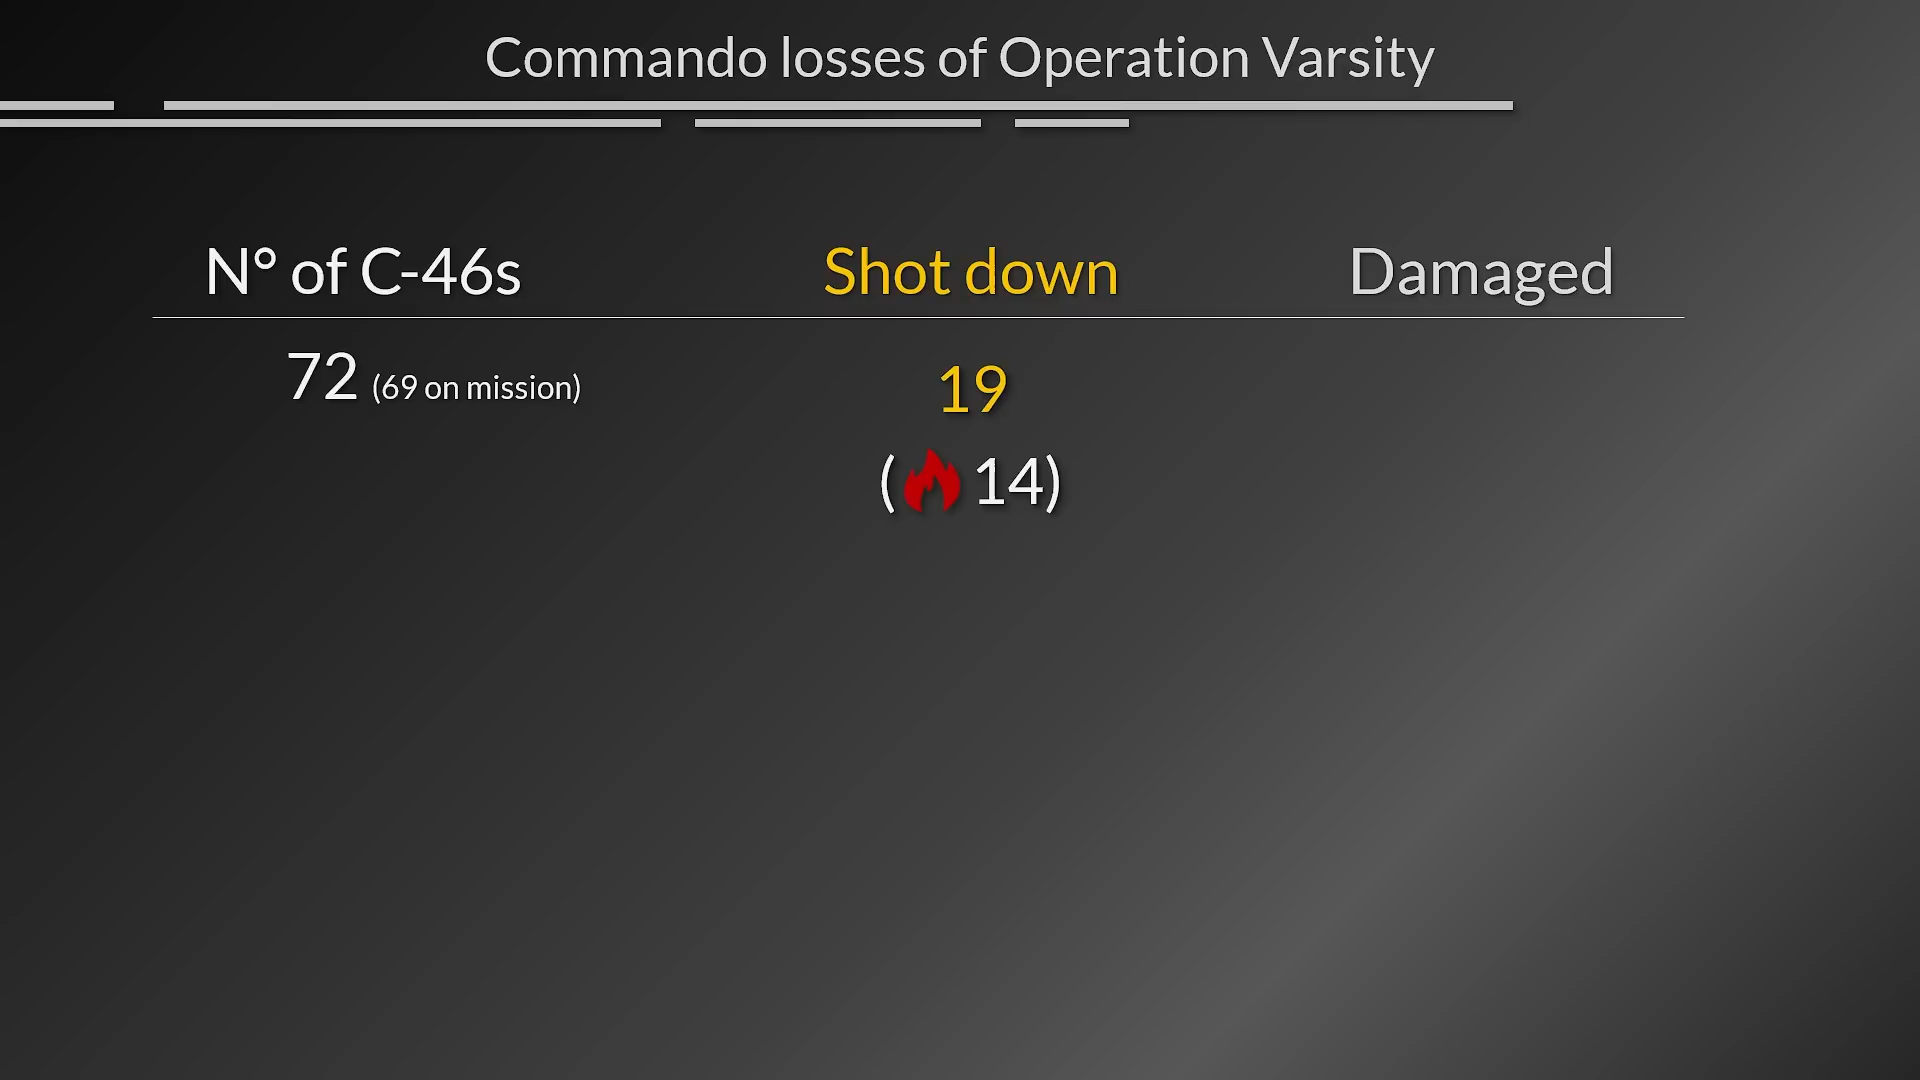 Commando losses of Operation Varsity
N° of C-46s Shot down Damaged
72 (69 on mission) 19
(14)